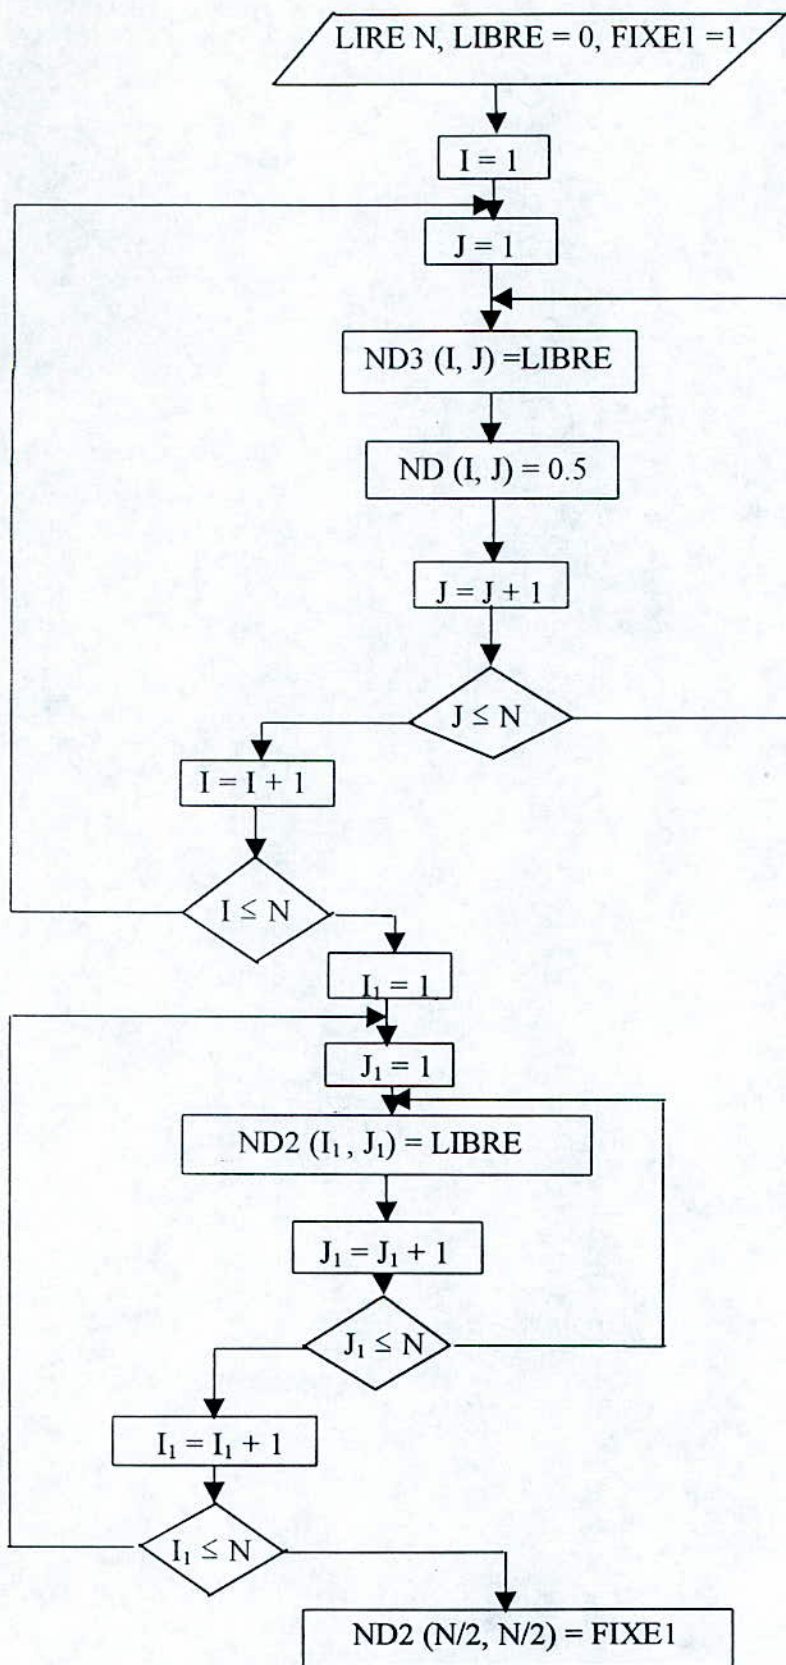 LIRE N, LIBRE = 0, FIXE1 =1
I = 1
J = 1
ND3 (I, J) =LIBRE
ND (I, J) = 0.5
J = J + 1
J ≤ N
I = I + 1
I ≤ N
I₁ = 1
J₁ = 1
ND2 (I₁ , J₁) = LIBRE
J₁ = J₁ + 1
J₁ ≤ N
I₁ = I₁ + 1
I₁ ≤ N
ND2 (N/2, N/2) = FIXE1